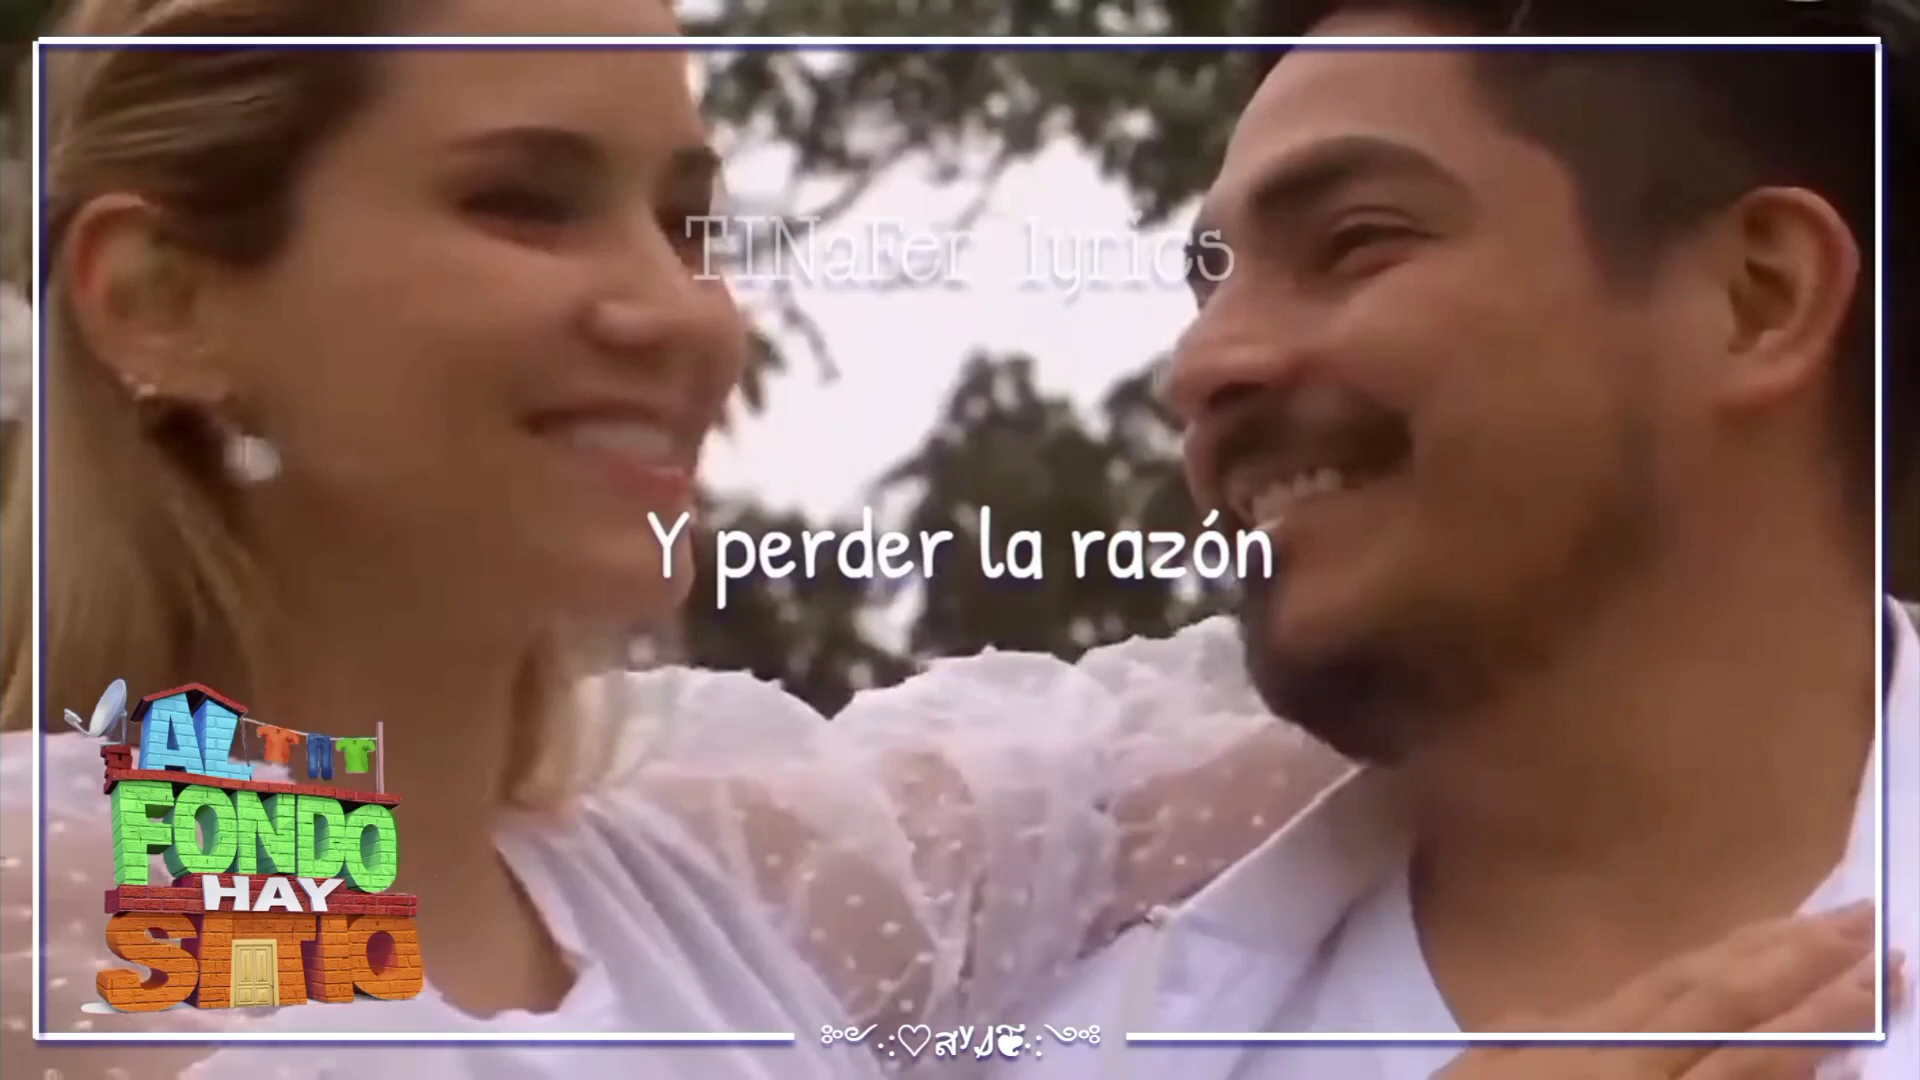 TINaFer lyrics
Y perder la razón
AL
FONDO
HAY
SITIO